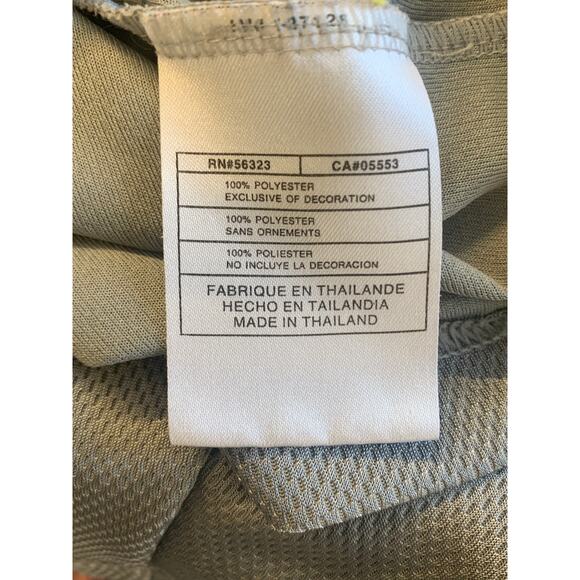 RN#56323 CA#05553
100% POLYESTER
EXCLUSIVE OF DECORATION
100% POLYESTER
SANS ORNEMENTS
100% POLIESTER
NO INCLUYE LA DECORACION
FABRIQUE EN THAILANDE
HECHO EN TAILANDIA
MADE IN THAILAND